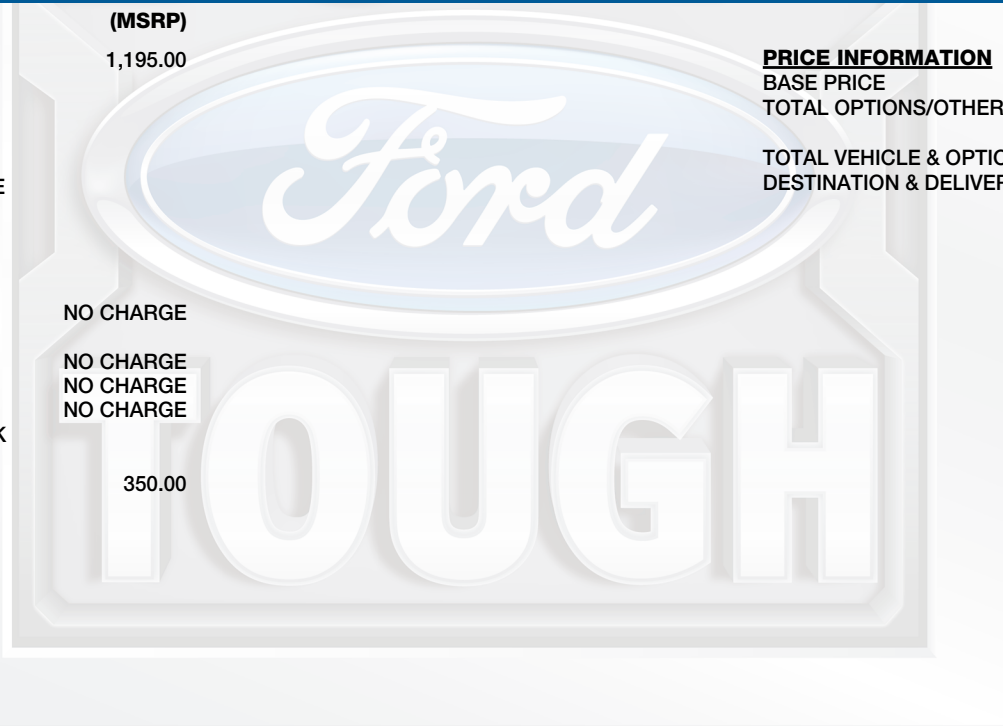 (MSRP)
1,195.00
E
NO CHARGE
NO CHARGE
NO CHARGE
NO CHARGE
K
350.00
PRICE INFORMATION
BASE PRICE
TOTAL OPTIONS/OTHER
TOTAL VEHICLE & OPTIO
DESTINATION & DELIVER
Ford
TOUGH